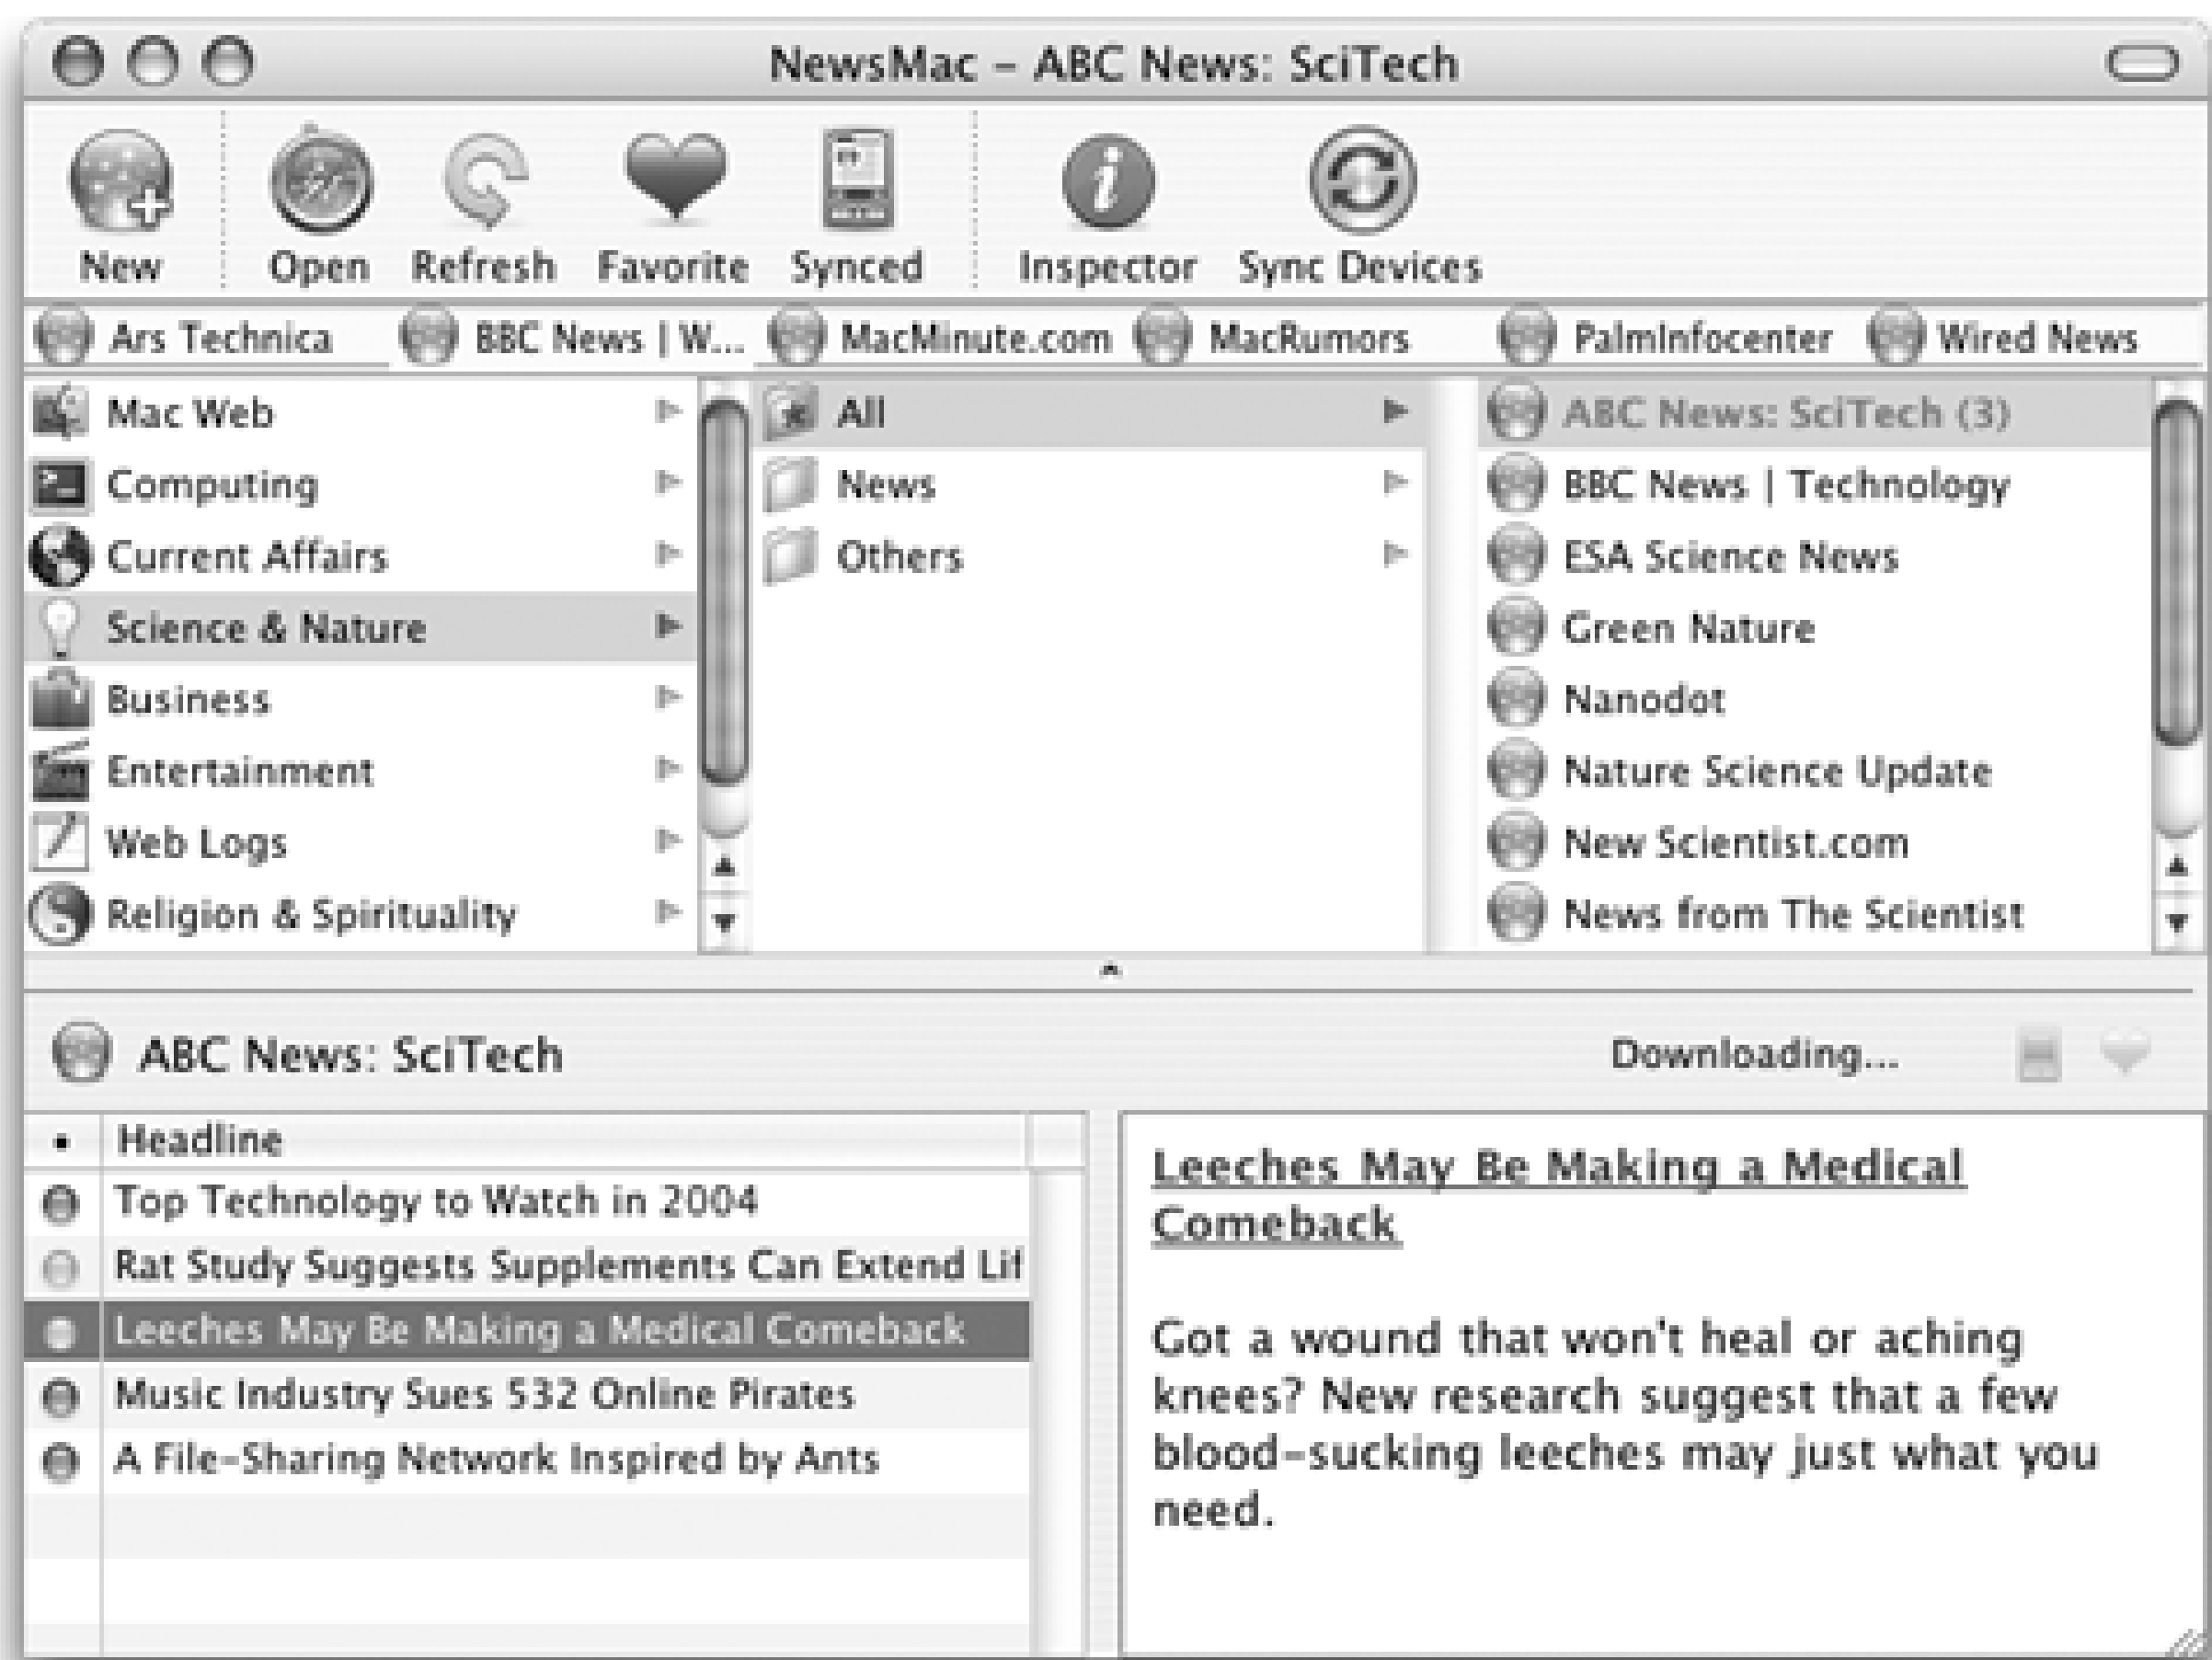 NewsMac – ABC News: SciTech
New Open Refresh Favorite Synced Inspector Sync Devices
Ars Technica BBC News | W... MacMinute.com MacRumors PalmInfocenter Wired News
Mac Web
Computing
Current Affairs
Science & Nature
Business
Entertainment
Web Logs
Religion & Spirituality
All
News
Others
ABC News: SciTech (3)
BBC News | Technology
ESA Science News
Green Nature
Nanodot
Nature Science Update
New Scientist.com
News from The Scientist
ABC News: SciTech
Downloading...
Headline
Top Technology to Watch in 2004
Rat Study Suggests Supplements Can Extend Lif
Leeches May Be Making a Medical Comeback
Music Industry Sues 532 Online Pirates
A File-Sharing Network Inspired by Ants
Leeches May Be Making a Medical
Comeback
Got a wound that won't heal or aching
knees? New research suggest that a few
blood-sucking leeches may just what you
need.